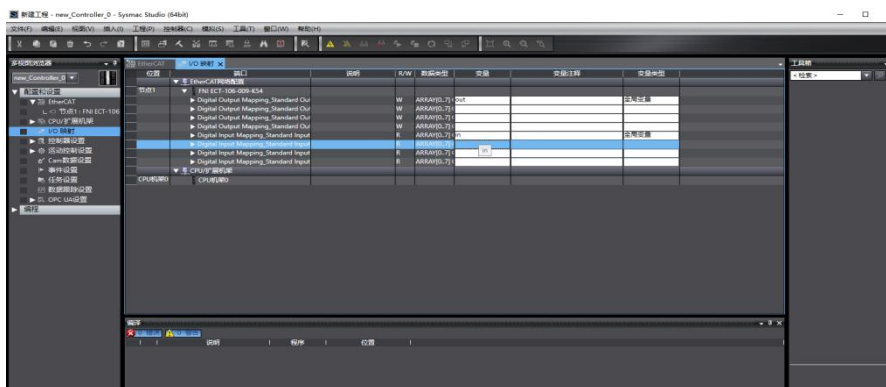 新建工程 - new_Controller_0 - Sysmac Studio (64bit)
文件(F) 编辑(E) 视图(V) 插入(I) 工程(P) 控制器(C) 模拟(S) 工具(T) 窗口(W) 帮助(H)
多视图浏览器
new_Controller_0
配置和设置
EtherCAT
节点1 : FNI ECT-106
CPU/扩展机架
I/O 映射
控制器设置
运动控制设置
Cam数据设置
事件设置
任务设置
数据跟踪设置
OPC UA设置
编程
EtherCAT
I/O 映射
位置 端口 说明 R/W 数据类型 变量 变量注释 变量类型
EtherCAT网络配置
节点1 FNI ECT-106-009-K54
Digital Output Mapping_Standard Out W ARRAY[0..7] out 全局变量
Digital Output Mapping_Standard Out W ARRAY[0..7]
Digital Output Mapping_Standard Out W ARRAY[0..7]
Digital Output Mapping_Standard Out W ARRAY[0..7]
Digital Input Mapping_Standard Input R ARRAY[0..7] in 全局变量
Digital Input Mapping_Standard Input R ARRAY[0..7]
in
Digital Input Mapping_Standard Input R ARRAY[0..7]
Digital Input Mapping_Standard Input R ARRAY[0..7]
CPU/扩展机架
CPU机架0 CPU机架0
工具箱
<检索>
编译
说明 程序 位置